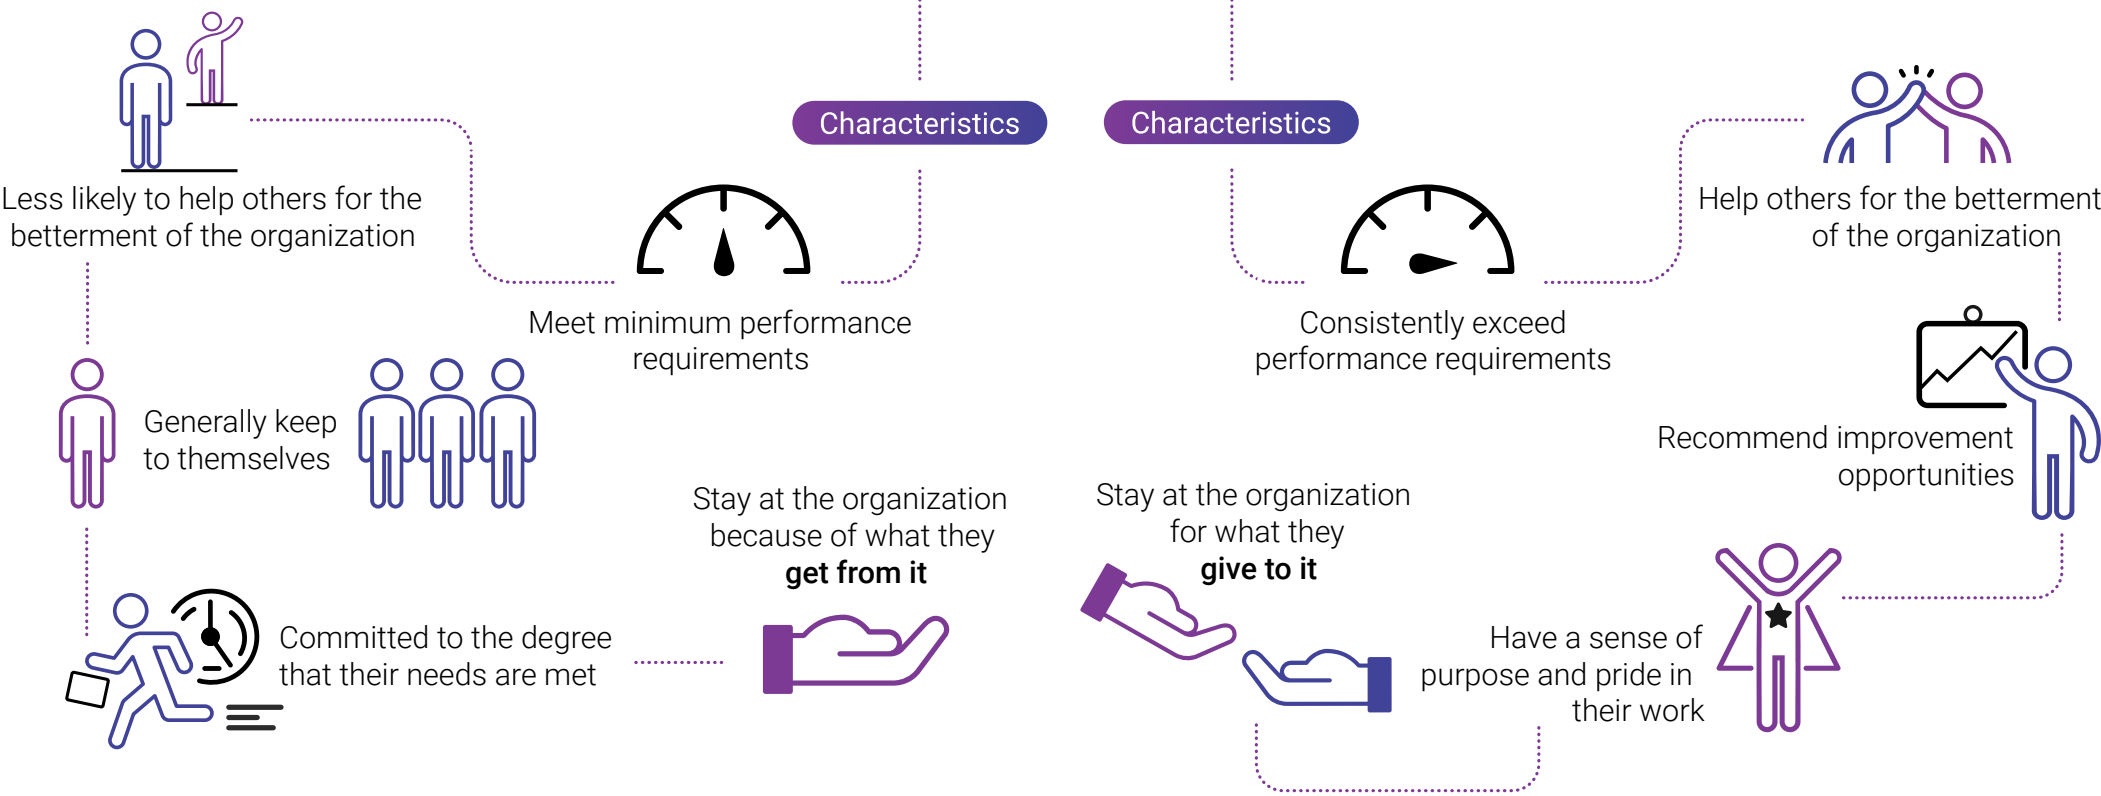 Characteristics
Meet minimum performance
requirements
Less likely to help others for the
betterment of the organization
Generally keep
to themselves
Committed to the degree
that their needs are met
Stay at the organization
because of what they
get from it
Characteristics
Consistently exceed
performance requirements
Help others for the betterment
of the organization
Recommend improvement
opportunities
Have a sense of
purpose and pride in
their work
Stay at the organization
for what they
give to it